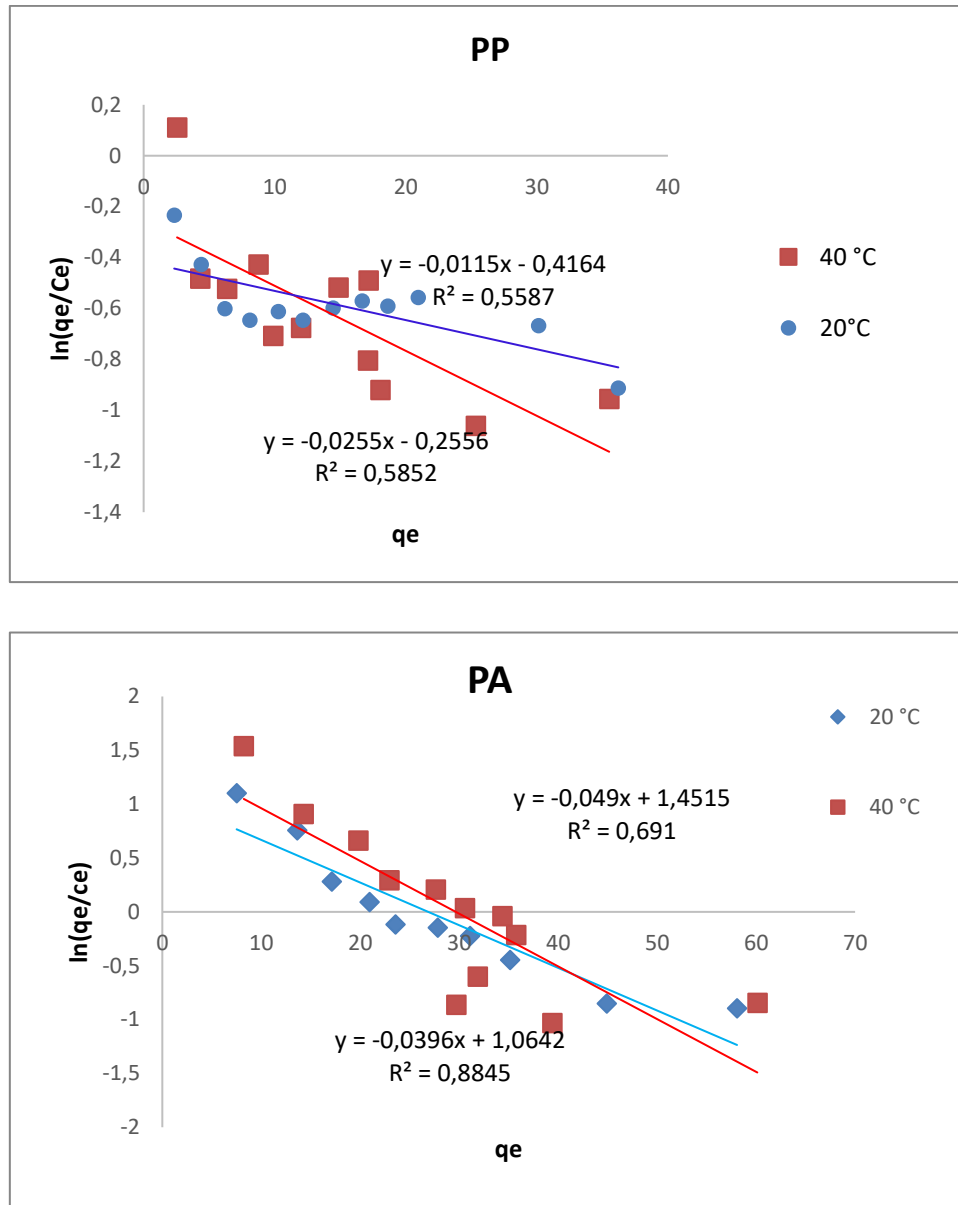 PP
0,2
0
0 10 20 30 40
-0,2
-0,4
-0,6
-0,8
-1
-1,2
-1,4
ln(qe/Ce)
qe
y = -0,0115x - 0,4164
R² = 0,5587
y = -0,0255x - 0,2556
R² = 0,5852
40 °C
20°C
PA
2
1,5
1
0,5
0
0 10 20 30 40 50 60 70
-0,5
-1
-1,5
-2
ln(qe/ce)
qe
y = -0,049x + 1,4515
R² = 0,691
y = -0,0396x + 1,0642
R² = 0,8845
20 °C
40 °C